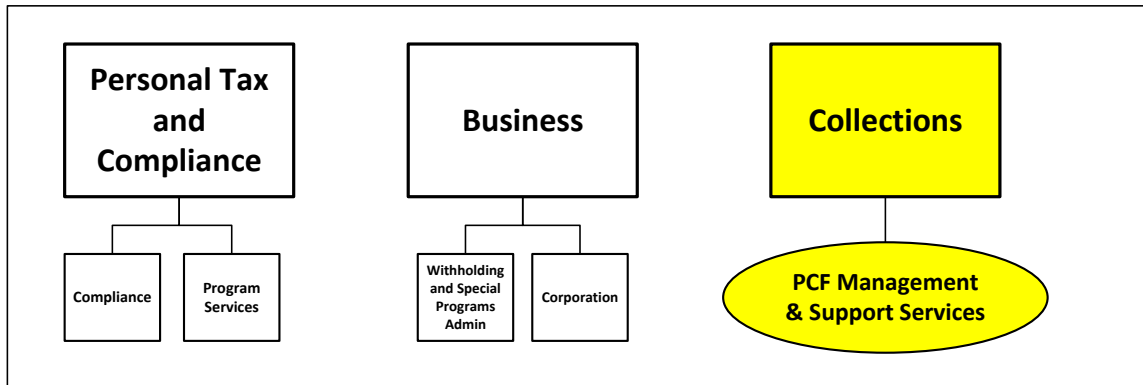 Personal Tax
and
Compliance
Business
Collections
Compliance
Program
Services
Withholding
and Special
Programs
Admin
Corporation
PCF Management
& Support Services